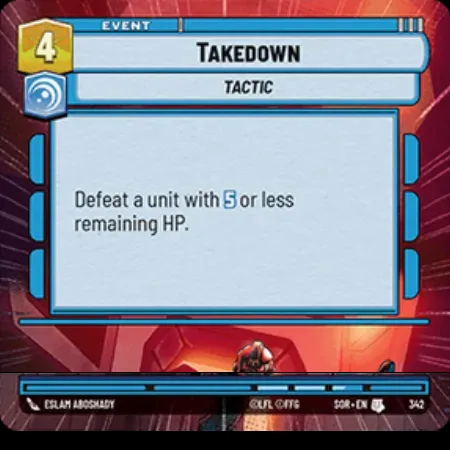 EVENT
4
TAKEDOWN
TACTIC
Defeat a unit with 5 or less
remaining HP.
ESLAM ABOSHADY
©LFL ©FFG
SOR • EN
342